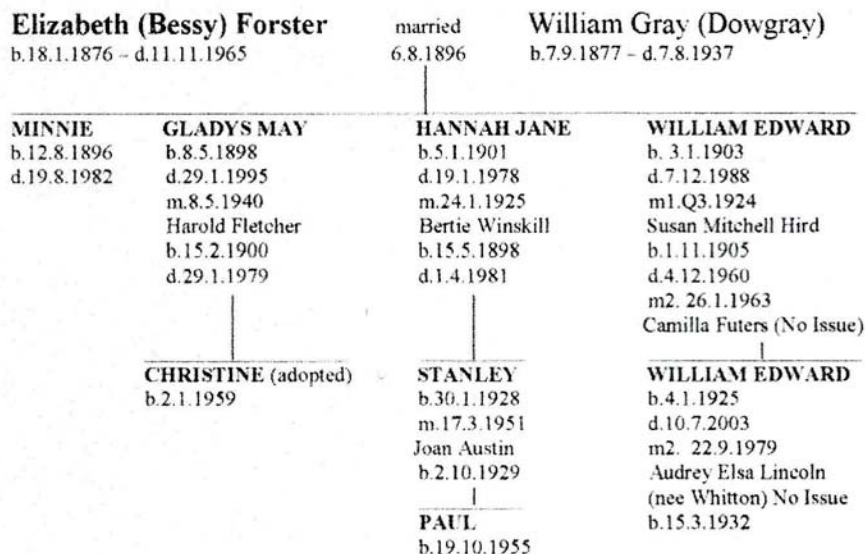 Elizabeth (Bessy) Forster married William Gray (Dowgray)
b.18.1.1876 – d.11.11.1965 6.8.1896 b.7.9.1877 – d.7.8.1937
MINNIE
b.12.8.1896
d.19.8.1982
GLADYS MAY
b.8.5.1898
d.29.1.1995
m.8.5.1940
Harold Fletcher
b.15.2.1900
d.29.1.1979
CHRISTINE (adopted)
b.2.1.1959
HANNAH JANE
b.5.1.1901
d.19.1.1978
m.24.1.1925
Bertie Winskill
b.15.5.1898
d.1.4.1981
STANLEY
b.30.1.1928
m.17.3.1951
Joan Austin
b.2.10.1929
PAUL
b.19.10.1955
WILLIAM EDWARD
b. 3.1.1903
d.7.12.1988
m1.Q3.1924
Susan Mitchell Hird
b.1.11.1905
d.4.12.1960
m2. 26.1.1963
Camilla Futers (No Issue)
WILLIAM EDWARD
b.4.1.1925
d.10.7.2003
m2. 22.9.1979
Audrey Elsa Lincoln
(nee Whitton) No Issue
b.15.3.1932